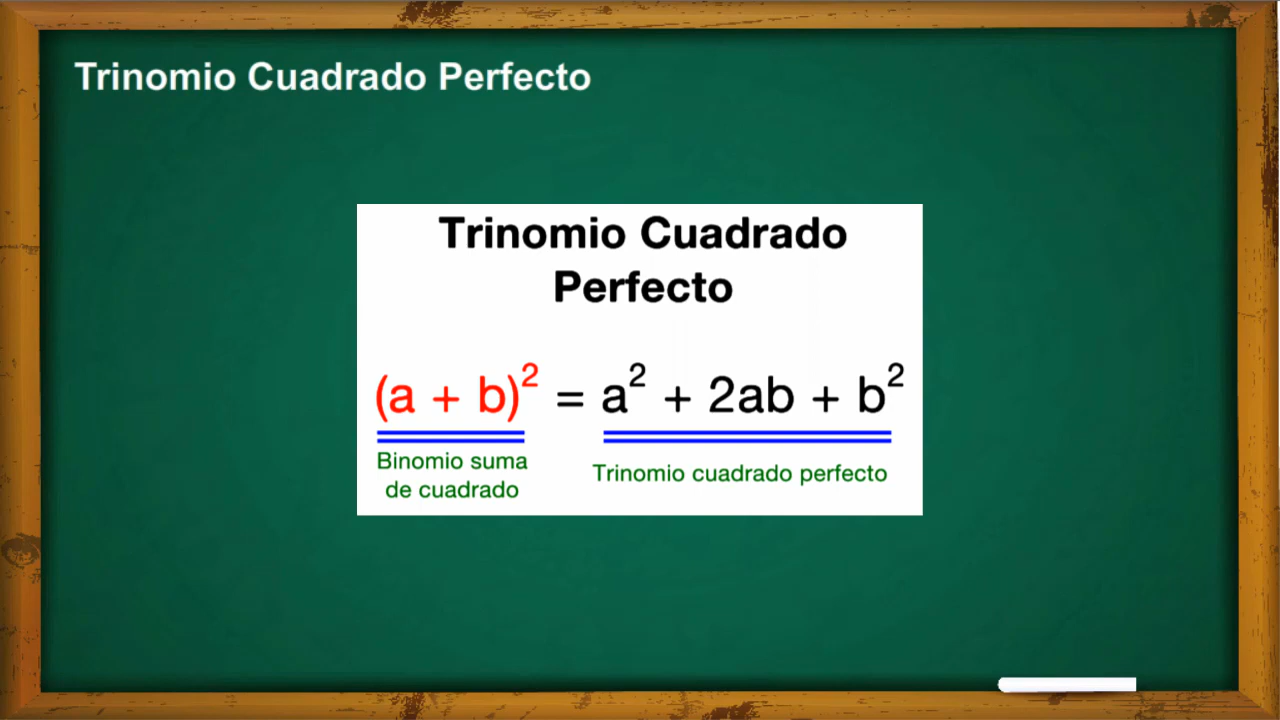 Trinomio Cuadrado Perfecto
Trinomio Cuadrado
Perfecto
(a + b)² = a² + 2ab + b²
Binomio suma
de cuadrado
Trinomio cuadrado perfecto